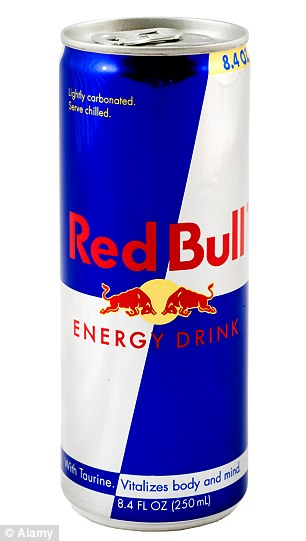 8.4 OZ
Lightly carbonated.
Serve chilled.
Red Bull
ENERGY DRINK
With Taurine. Vitalizes body and mind.
8.4 FL OZ (250 mL)
© Alamy